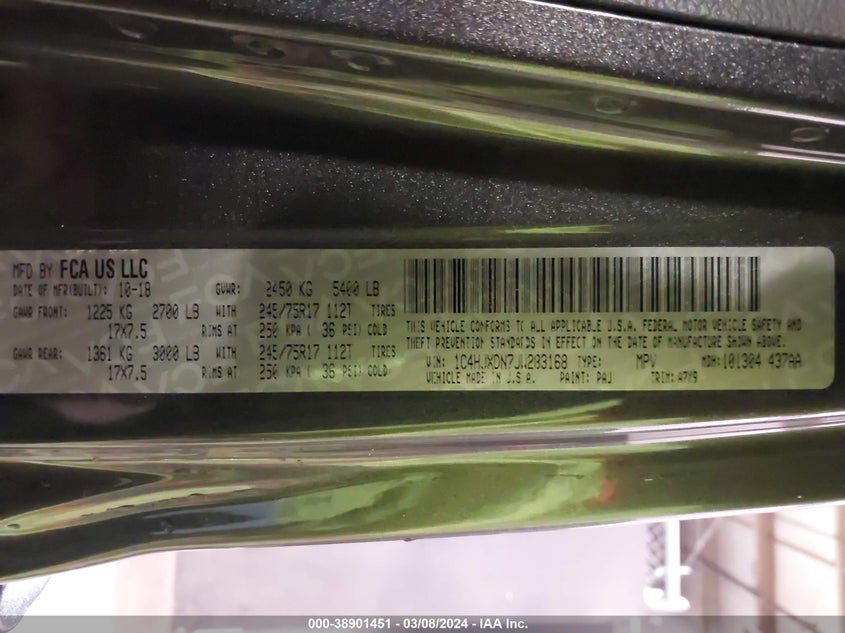 MFD BY FCA US LLC
DATE OF MFR(BUILT): 10-18 GVWR: 2450 KG 5400 LB
GAWR FRONT: 1225 KG 2700 LB WITH 245/75R17 112T TIRES
17X7.5 RIMS AT 250 KPA ( 36 PSI) COLD
GAWR REAR: 1361 KG 3000 LB WITH 245/75R17 112T TIRES
17X7.5 RIMS AT 250 KPA ( 36 PSI) COLD
THIS VEHICLE CONFORMS TO ALL APPLICABLE U.S.A. FEDERAL MOTOR VEHICLE SAFETY AND
THEFT PREVENTION STANDARDS IN EFFECT ON THE DATE OF MANUFACTURE SHOWN ABOVE.
VIN: TYPE: MPV MDH: 101304 437AA
VEHICLE MADE IN U.S.A. PAINT: PAU TRIM: A7X9
000-38901451 - 03/08/2024 - IAA Inc.